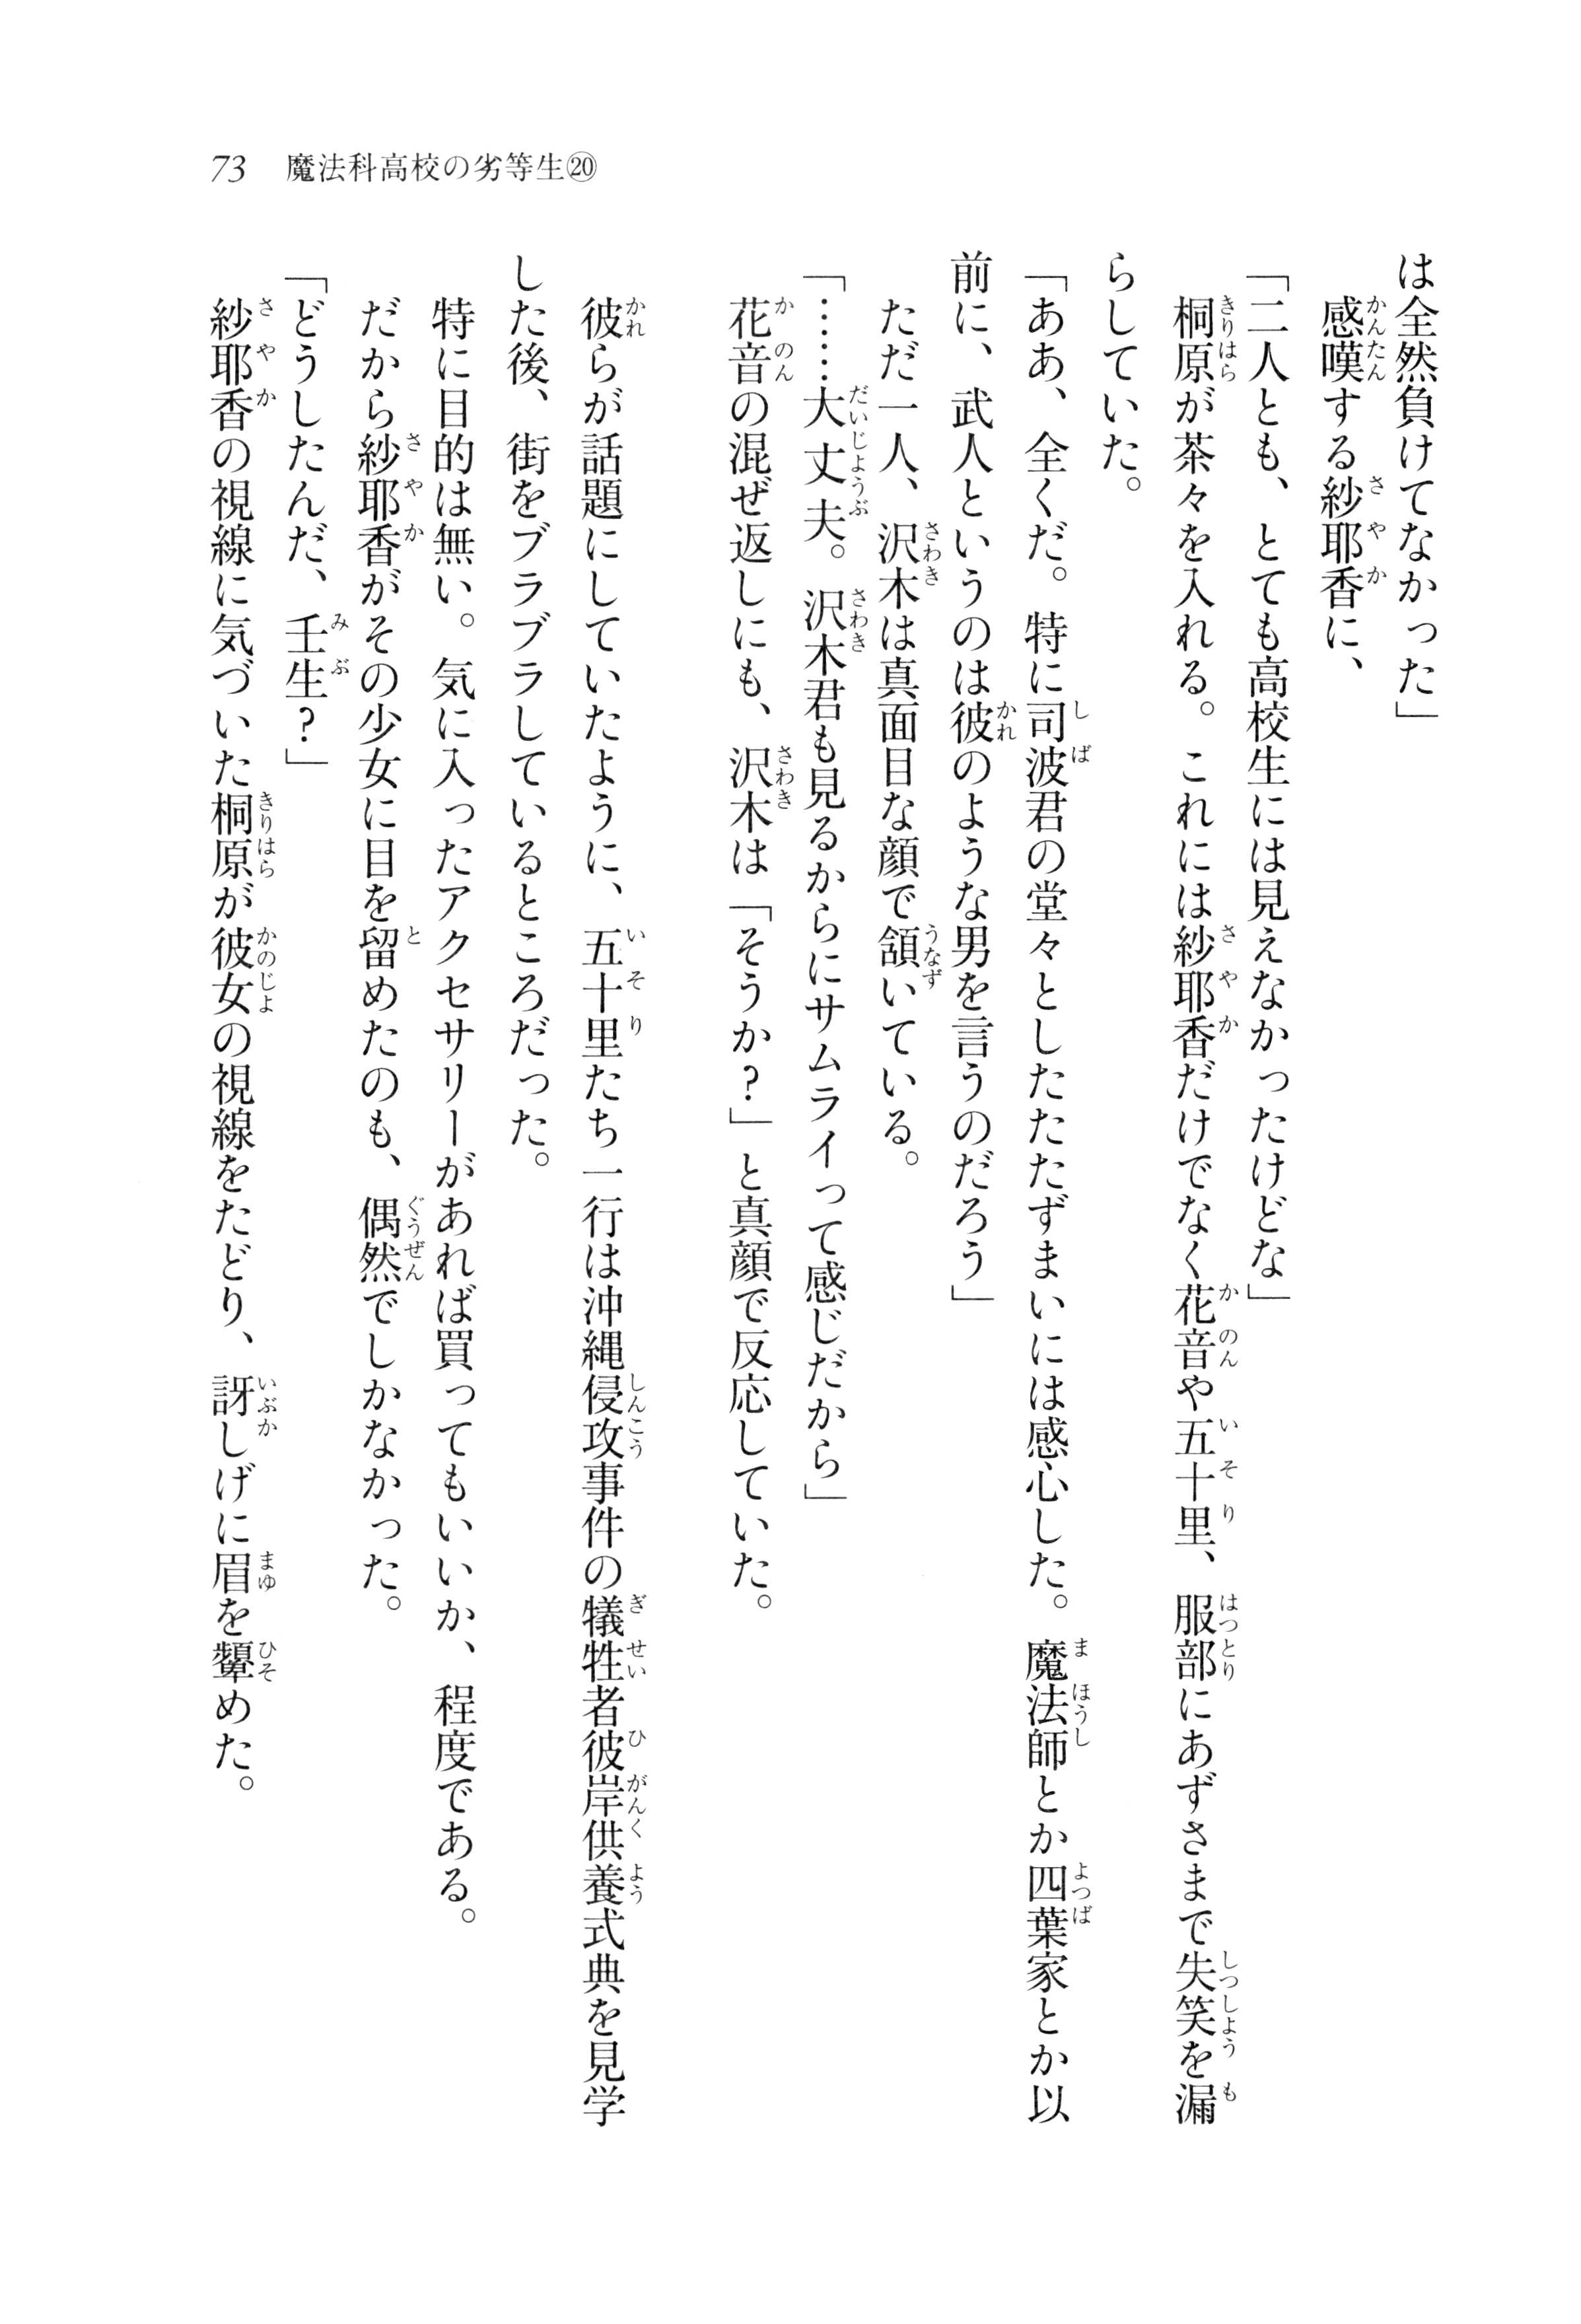 73 魔法科高校の劣等生⑳
は全然負けてなかった」
感嘆する紗耶香に、
「二人とも、とても高校生には見えなかったけどな」
桐原が茶々を入れる。これには紗耶香だけでなく花音や五十里、服部にあずさまで失笑を漏
らしていた。
「ああ、全くだ。特に司波君の堂々としたたたずまいには感心した。魔法師とか四葉家とか以
前に、武人というのは彼のような男を言うのだろう」
ただ一人、沢木は真面目な顔で頷いている。
「……大丈夫。沢木君も見るからにサムライって感じだから」
花音の混ぜ返しにも、沢木は「そうか?」と真顔で反応していた。
彼らが話題にしていたように、五十里たち一行は沖縄侵攻事件の犠牲者彼岸供養式典を見学
した後、街をブラブラしているところだった。
特に目的は無い。気に入ったアクセサリーがあれば買ってもいいか、程度である。
だから紗耶香がその少女に目を留めたのも、偶然でしかなかった。
「どうしたんだ、壬生?」
紗耶香の視線に気づいた桐原が彼女の視線をたどり、訝しげに眉を顰めた。